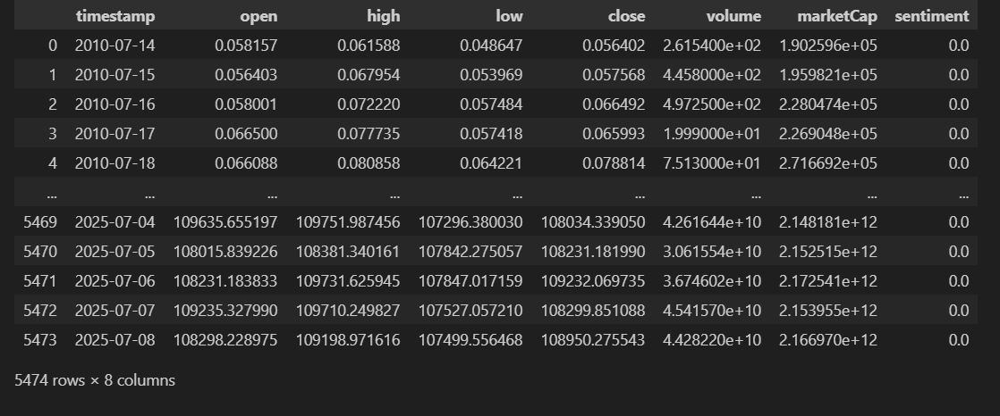 timestamp open high low close volume marketCap sentiment
0 2010-07-14 0.058157 0.061588 0.048647 0.056402 2.615400e+02 1.902596e+05 0.0
1 2010-07-15 0.056403 0.067954 0.053969 0.057568 4.458000e+02 1.959821e+05 0.0
2 2010-07-16 0.058001 0.072220 0.057484 0.066492 4.972500e+02 2.280474e+05 0.0
3 2010-07-17 0.066500 0.077735 0.057418 0.065993 1.999000e+01 2.269048e+05 0.0
4 2010-07-18 0.066088 0.080858 0.064221 0.078814 7.513000e+01 2.716692e+05 0.0
... ... ... ... ... ... ... ... ...
5469 2025-07-04 109635.655197 109751.987456 107296.380030 108034.339050 4.261644e+10 2.148181e+12 0.0
5470 2025-07-05 108015.839226 108381.340161 107842.275057 108231.181990 3.061554e+10 2.152515e+12 0.0
5471 2025-07-06 108231.183833 109731.625945 107847.017159 109232.069735 3.674602e+10 2.172541e+12 0.0
5472 2025-07-07 109235.327990 109710.249827 107527.057210 108299.851088 4.541570e+10 2.153955e+12 0.0
5473 2025-07-08 108298.228975 109198.971616 107499.556468 108950.275543 4.428220e+10 2.166970e+12 0.0
5474 rows × 8 columns